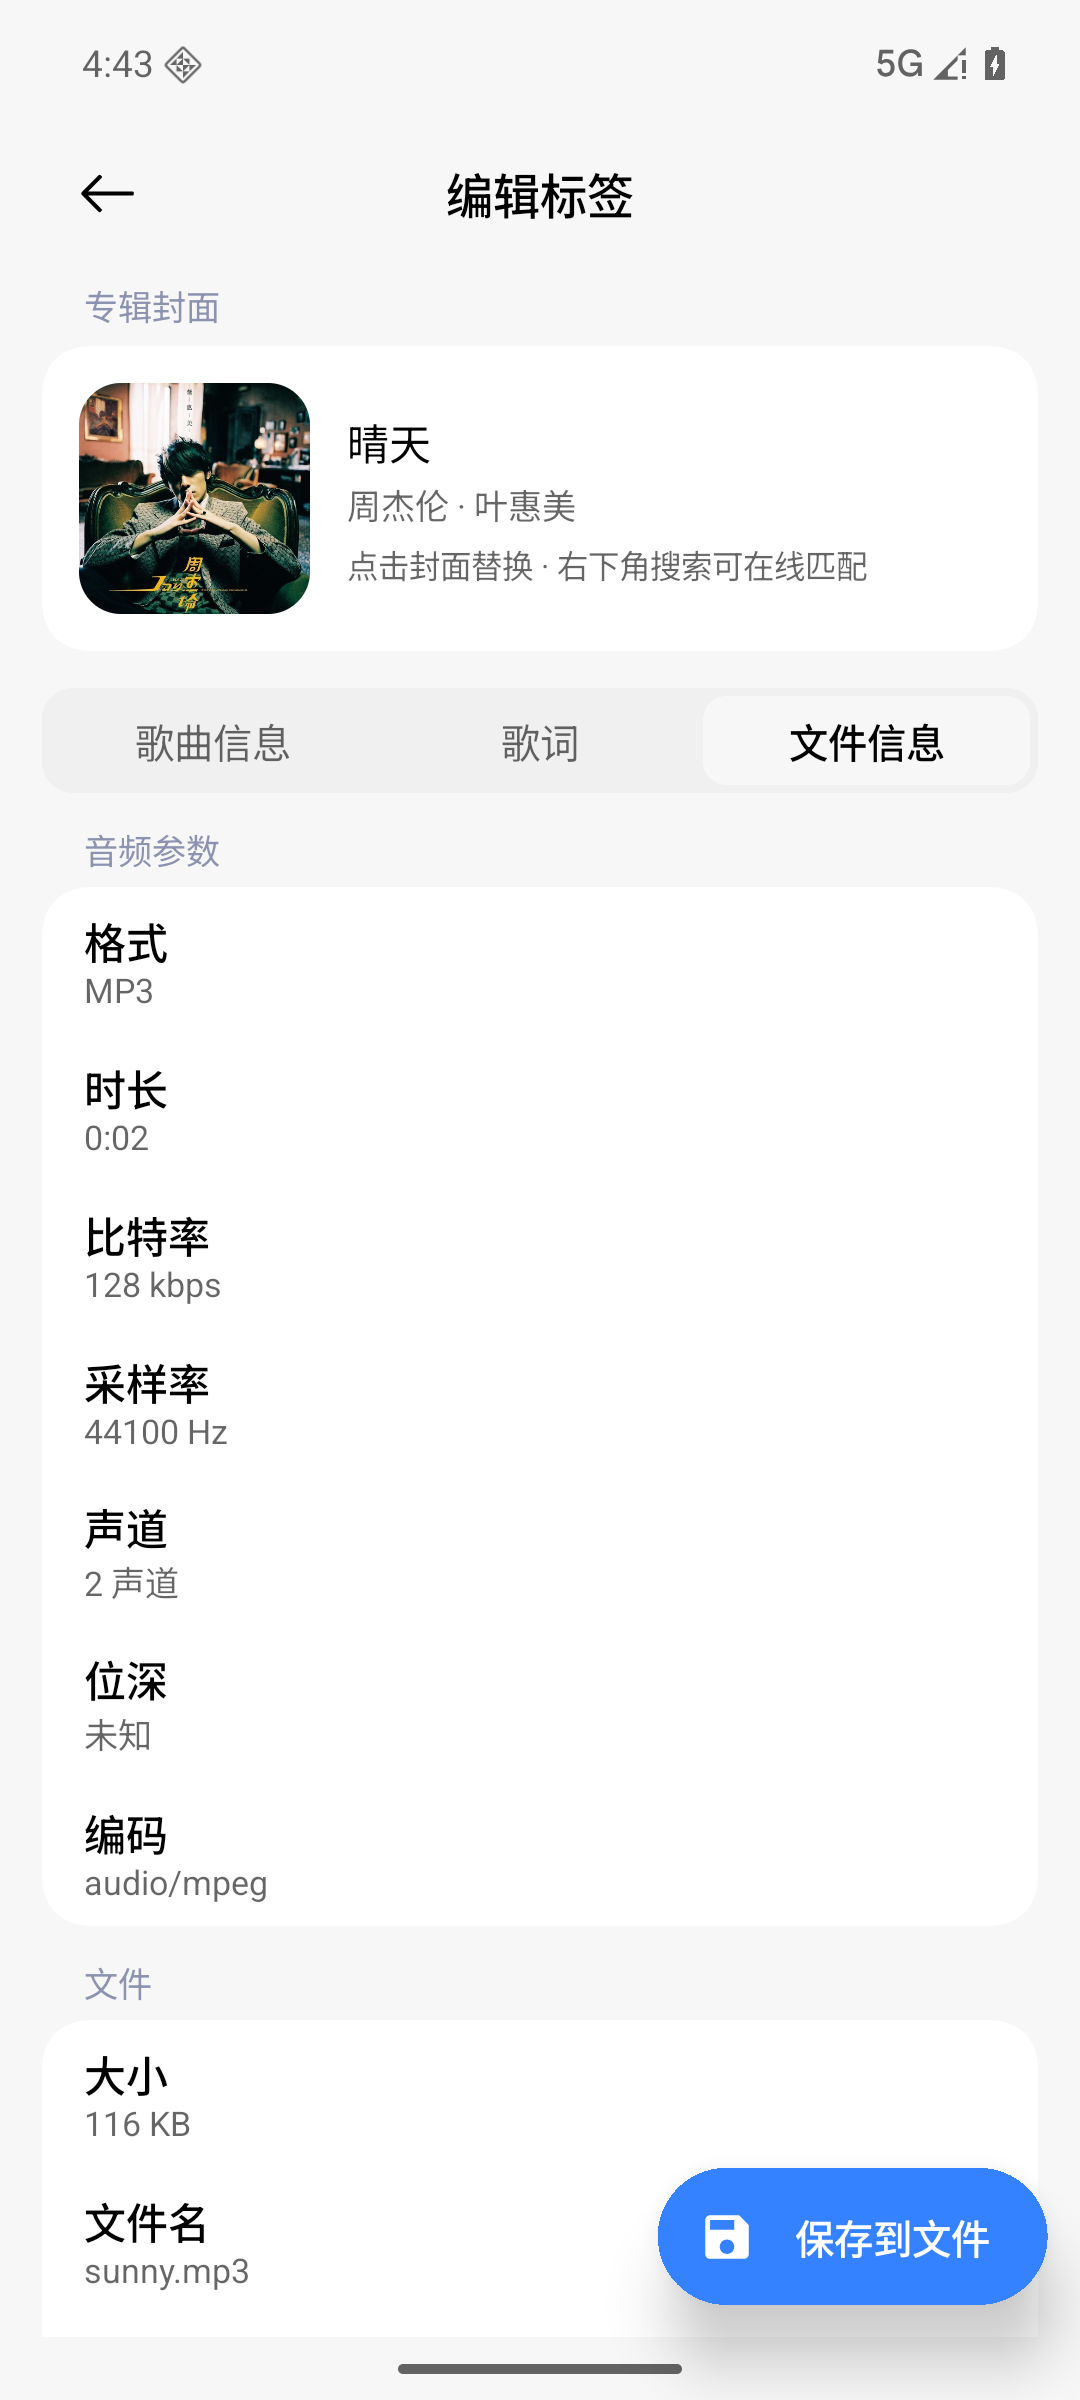 4:43
5G
编辑标签
专辑封面
晴天
周杰伦 · 叶惠美
点击封面替换 · 右下角搜索可在线匹配
歌曲信息
歌词
文件信息
音频参数
格式
MP3
时长
0:02
比特率
128 kbps
采样率
44100 Hz
声道
2 声道
位深
未知
编码
audio/mpeg
文件
大小
116 KB
文件名
sunny.mp3
保存到文件